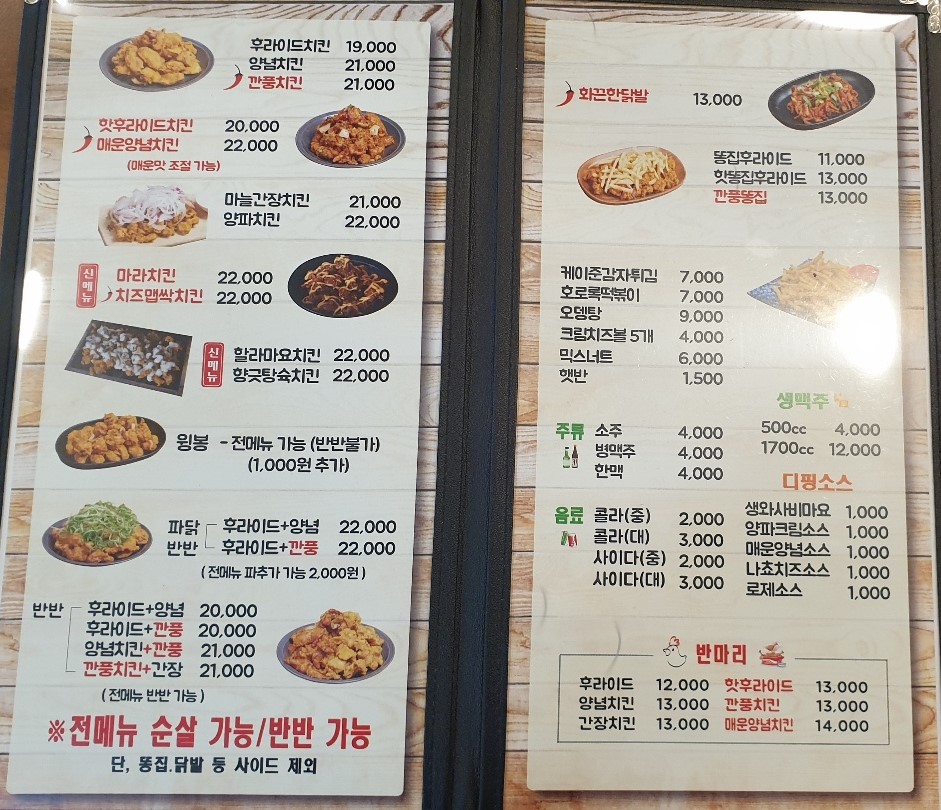 후라이드치킨 19,000
양념치킨 21,000
깐풍치킨 21,000
핫후라이드치킨 20,000
매운양념치킨 22,000
(매운맛 조절 가능)
마늘간장치킨 21,000
양파치킨 22,000
신메뉴
마라치킨 22,000
치즈맵싹치킨 22,000
신메뉴
할라마요치킨 22,000
향긋탕슉치킨 22,000
윙봉 - 전메뉴 가능 (반반불가)
(1,000원 추가)
파닭 후라이드+양념 22,000
반반 후라이드+깐풍 22,000
( 전메뉴 파추가 가능 2,000원 )
반반 후라이드+양념 20,000
후라이드+깐풍 20,000
양념치킨+깐풍 21,000
깐풍치킨+간장 21,000
( 전메뉴 반반 가능 )
※전메뉴 순살 가능/반반 가능
단, 똥집.닭발 등 사이드 제외
화끈한닭발 13,000
똥집후라이드 11,000
핫똥집후라이드 13,000
깐풍똥집 13,000
케이준감자튀김 7,000
호로록떡볶이 7,000
오뎅탕 9,000
크림치즈볼 5개 4,000
믹스너트 6,000
햇반 1,500
주류 소주 4,000
병맥주 4,000
한맥 4,000
생맥주
500cc 4,000
1700cc 12,000
음료 콜라(중) 2,000
콜라(대) 3,000
사이다(중) 2,000
사이다(대) 3,000
디핑소스
생와사비마요 1,000
양파크림소스 1,000
매운양념소스 1,000
나쵸치즈소스 1,000
로제소스 1,000
반마리
후라이드 12,000 핫후라이드 13,000
양념치킨 13,000 깐풍치킨 13,000
간장치킨 13,000 매운양념치킨 14,000